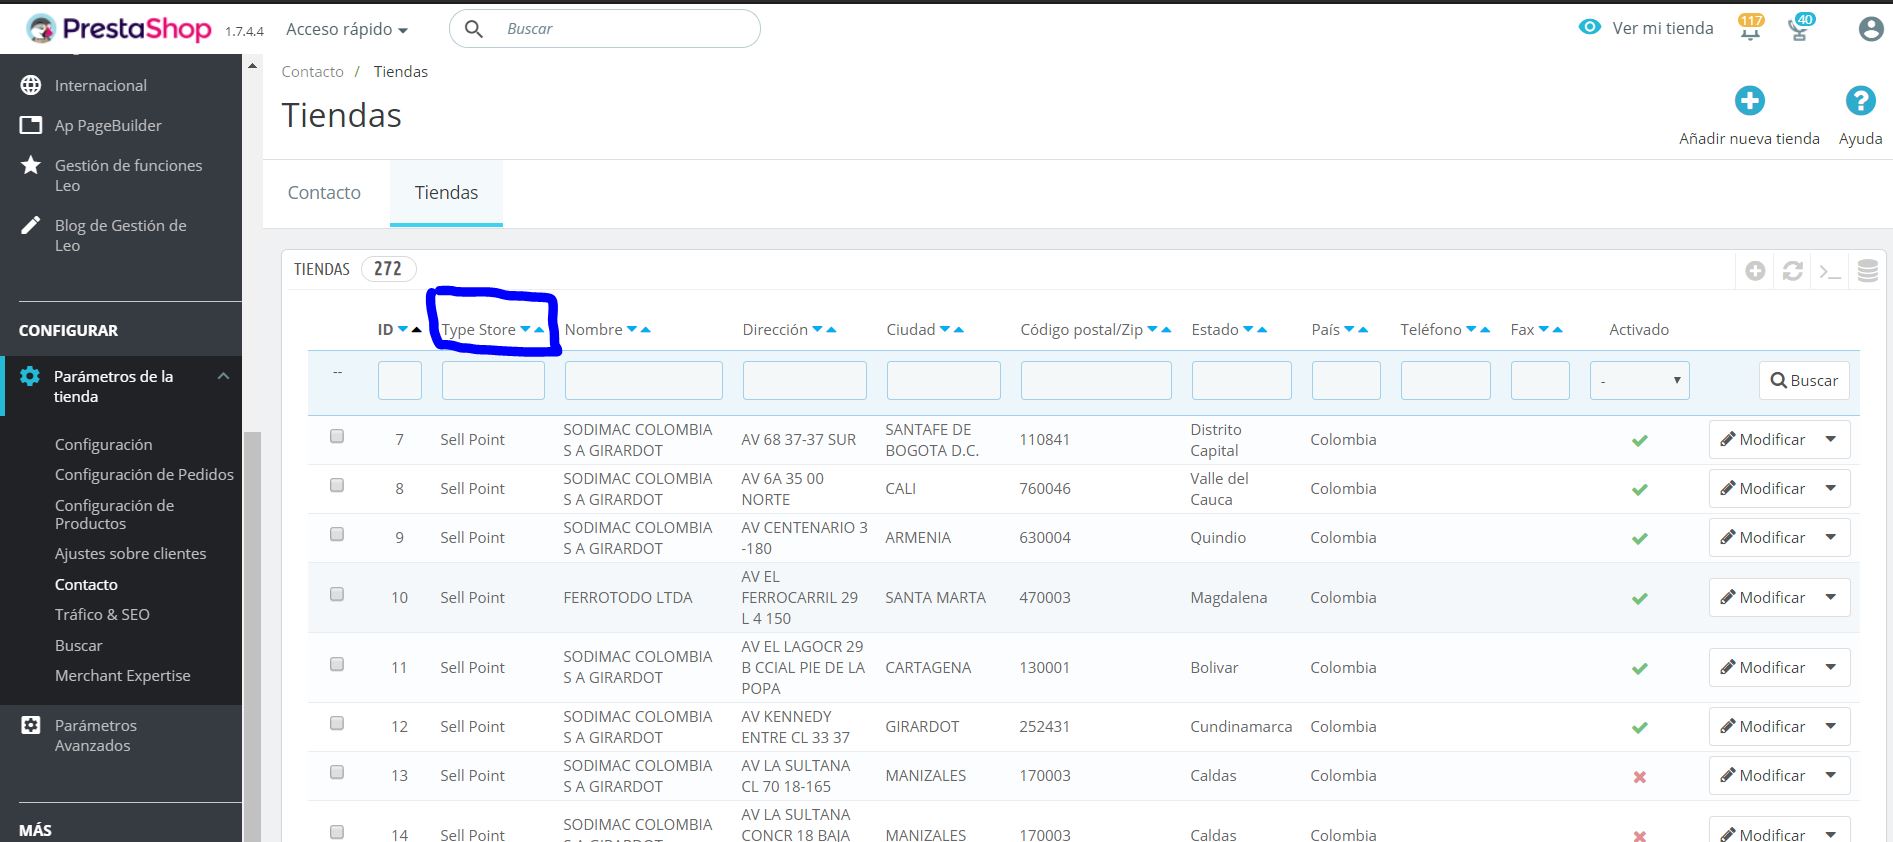 PrestaShop 1.7.4.4 Acceso rápido Buscar Ver mi tienda 117 40
Internacional
Ap PageBuilder
Gestión de funciones
Leo
Blog de Gestión de
Leo
CONFIGURAR
Parámetros de la
tienda
Configuración
Configuración de Pedidos
Configuración de
Productos
Ajustes sobre clientes
Contacto
Tráfico & SEO
Buscar
Merchant Expertise
Parámetros
Avanzados
MÁS
Contacto / Tiendas
Tiendas
Añadir nueva tienda Ayuda
Contacto Tiendas
TIENDAS 272
ID Type Store Nombre Dirección Ciudad Código postal/Zip Estado País Teléfono Fax Activado
-- - Buscar
7 Sell Point SODIMAC COLOMBIA S A GIRARDOT AV 68 37-37 SUR SANTAFE DE BOGOTA D.C. 110841 Distrito Capital Colombia Modificar
8 Sell Point SODIMAC COLOMBIA S A GIRARDOT AV 6A 35 00 NORTE CALI 760046 Valle del Cauca Colombia Modificar
9 Sell Point SODIMAC COLOMBIA S A GIRARDOT AV CENTENARIO 3 -180 ARMENIA 630004 Quindio Colombia Modificar
10 Sell Point FERROTODO LTDA AV EL FERROCARRIL 29 L 4 150 SANTA MARTA 470003 Magdalena Colombia Modificar
11 Sell Point SODIMAC COLOMBIA S A GIRARDOT AV EL LAGOCR 29 B CCIAL PIE DE LA POPA CARTAGENA 130001 Bolivar Colombia Modificar
12 Sell Point SODIMAC COLOMBIA S A GIRARDOT AV KENNEDY ENTRE CL 33 37 GIRARDOT 252431 Cundinamarca Colombia Modificar
13 Sell Point SODIMAC COLOMBIA S A GIRARDOT AV LA SULTANA CL 70 18-165 MANIZALES 170003 Caldas Colombia Modificar
14 Sell Point SODIMAC COLOMBIA S A GIRARDOT AV LA SULTANA CONCR 18 BAJA MANIZALES 170003 Caldas Colombia Modificar